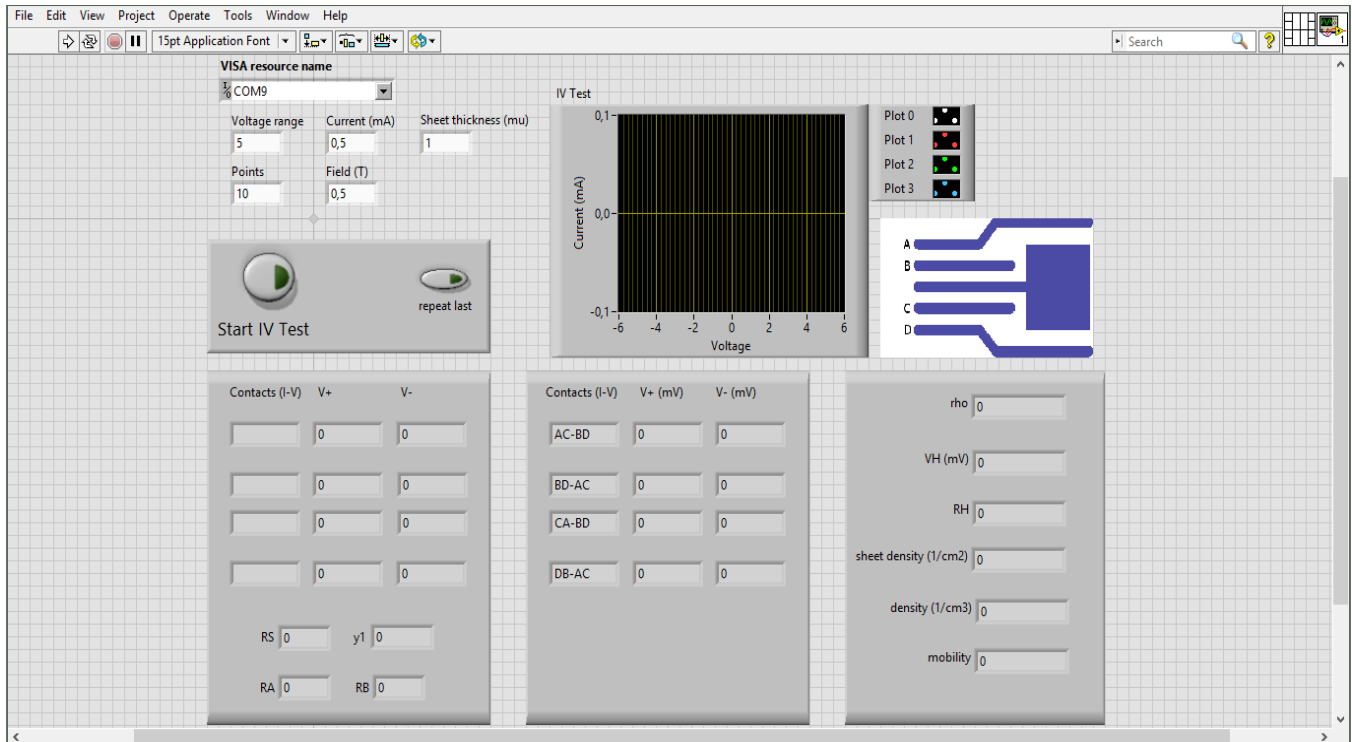 File Edit View Project Operate Tools Window Help
15pt Application Font
Search
1
VISA resource name
I/O COM9
Voltage range Current (mA) Sheet thickness (mu)
5 0,5 1
Points Field (T)
10 0,5
Start IV Test
repeat last
IV Test
Current (mA)
0,1
0,0
-0,1
-6 -4 -2 0 2 4 6
Voltage
Plot 0
Plot 1
Plot 2
Plot 3
A
B
C
D
Contacts (I-V) V+ V-
0 0
0 0
0 0
0 0
RS 0 y1 0
RA 0 RB 0
Contacts (I-V) V+ (mV) V- (mV)
AC-BD 0 0
BD-AC 0 0
CA-BD 0 0
DB-AC 0 0
rho 0
VH (mV) 0
RH 0
sheet density (1/cm2) 0
density (1/cm3) 0
mobility 0